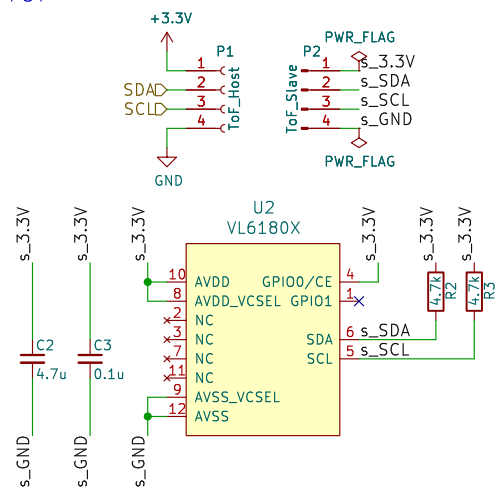 +3.3V
P1
1
SDA 2
SCL 3
4
ToF_Host
GND
PWR_FLAG
P2
1 s_3.3V
2 s_SDA
3 s_SCL
4 s_GND
ToF_Slave
PWR_FLAG
U2
VL6180X
s_3.3V
s_3.3V
s_3.3V
s_3.3V
s_3.3V
s_3.3V
10 AVDD
8 AVDD_VCSEL
2 NC
3 NC
7 NC
11 NC
9 AVSS_VCSEL
12 AVSS
GPIO0/CE 4
GPIO1 1
SDA 6 s_SDA
SCL 5 s_SCL
4.7k R2
4.7k R3
C2
4.7u
C3
0.1u
s_GND
s_GND
s_GND